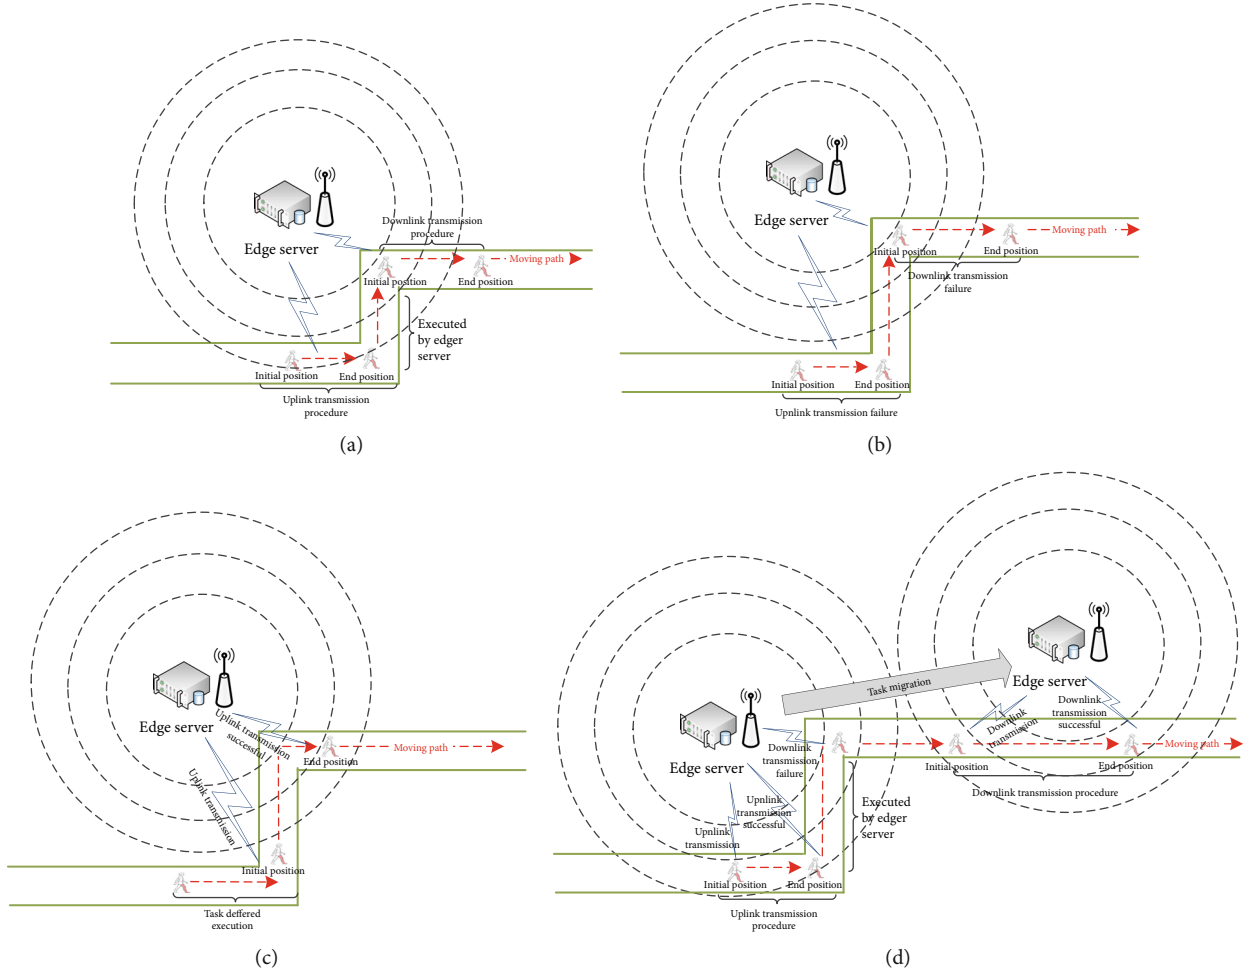 Edge server
Downlink transmission
procedure
Initial position
End position
Moving path
Executed
by edger
server
Initial position
End position
Uplink transmission
procedure
(a)
Edge server
Initial position
End position
Moving path
Downlink transmission
failure
Initial position
End position
Upnlink transmission failure
(b)
Edge server
Uplink transmission
successful
Uplink transmission
End position
Moving path
Initial position
Task deffered
execution
(c)
Edge server
Task migration
Edge server
Downlink
transmission
failure
Downlink
transmission
Downlink
transmission
successful
Initial position
End position
Moving path
Downlink transmission procedure
Upnlink
transmission
successful
Upnlink
transmission
Executed
by edger
server
Initial position
End position
Uplink transmission
procedure
(d)